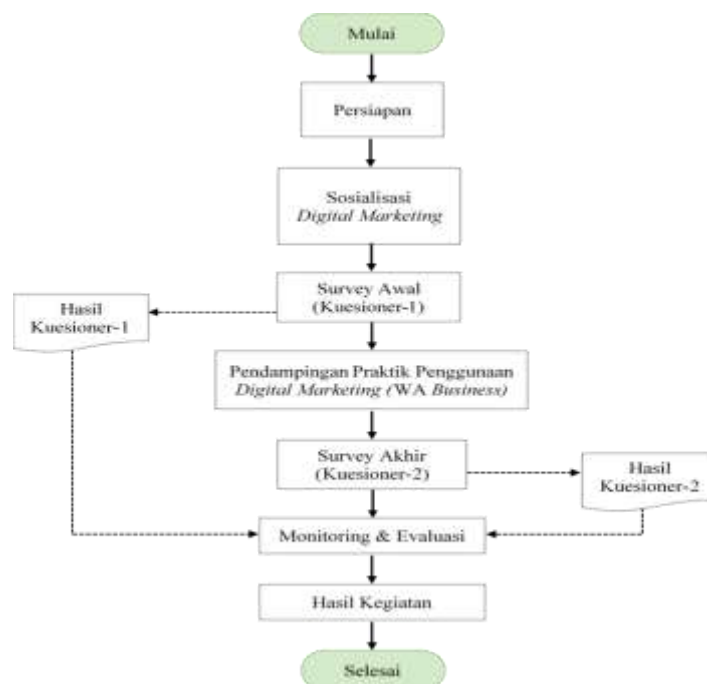 Mulai
Persiapan
Sosialisasi
Digital Marketing
Survey Awal
(Kuesioner-1)
Hasil
Kuesioner-1
Pendampingan Praktik Penggunaan
Digital Marketing (WA Business)
Survey Akhir
(Kuesioner-2)
Hasil
Kuesioner-2
Monitoring & Evaluasi
Hasil Kegiatan
Selesai